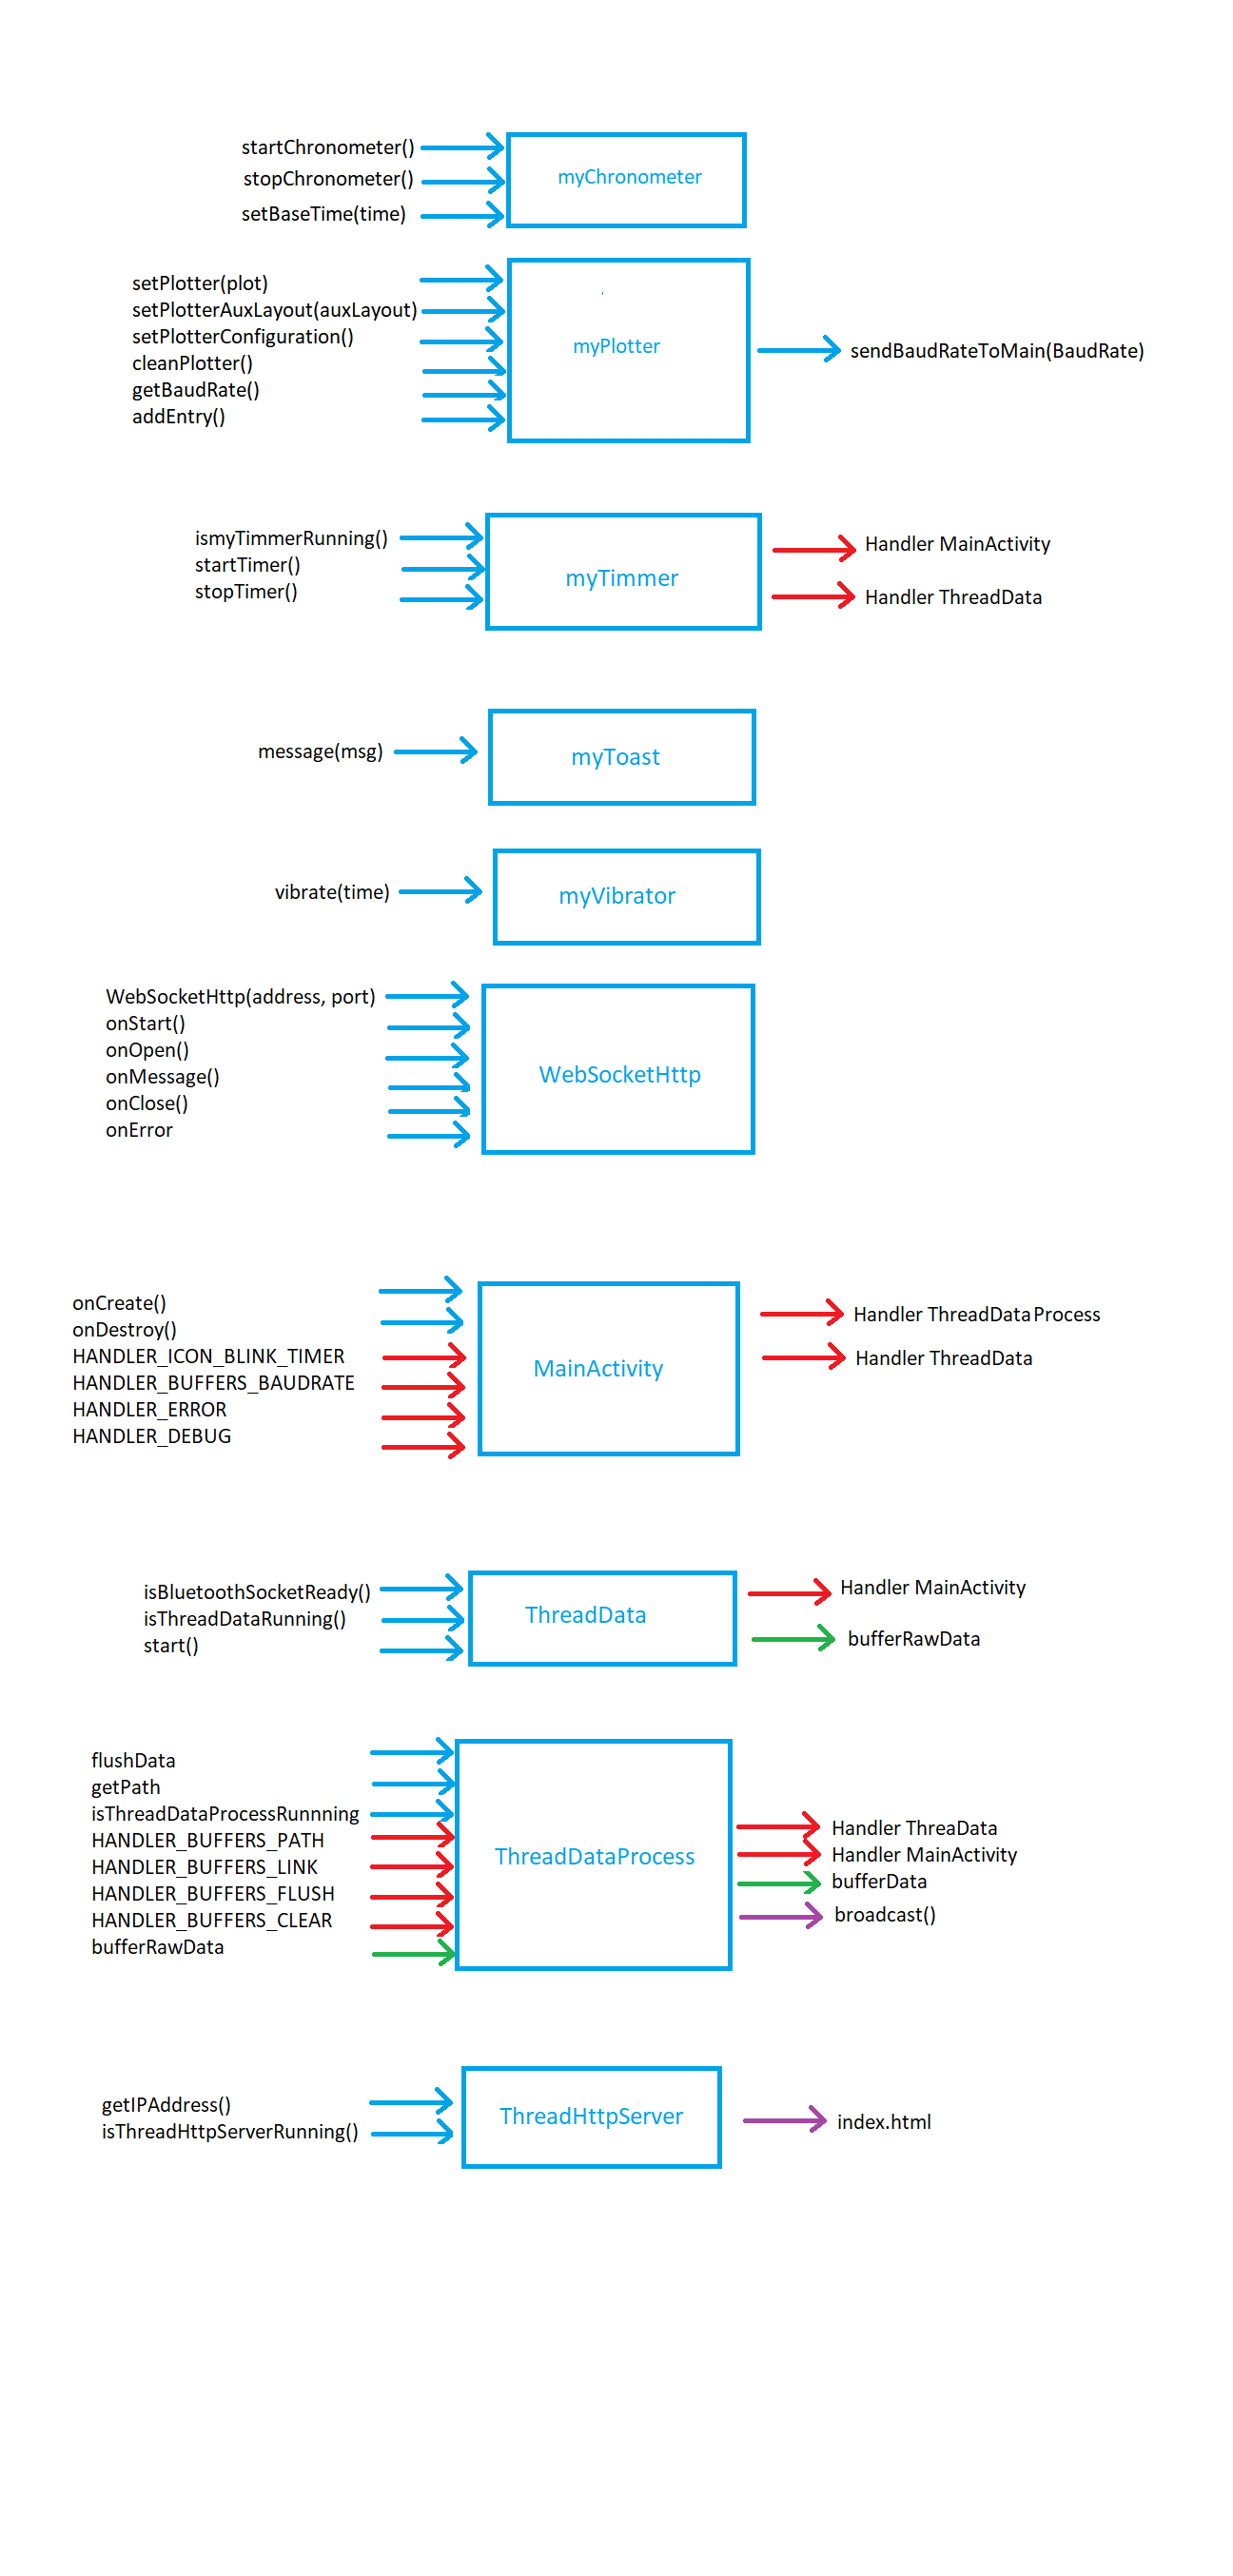 startChronometer()
stopChronometer()
setBaseTime(time)
myChronometer
setPlotter(plot)
setPlotterAuxLayout(auxLayout)
setPlotterConfiguration()
cleanPlotter()
getBaudRate()
addEntry()
myPlotter
sendBaudRateToMain(BaudRate)
ismyTimmerRunning()
startTimer()
stopTimer()
myTimmer
Handler MainActivity
Handler ThreadData
message(msg)
myToast
vibrate(time)
myVibrator
WebSocketHttp(address, port)
onStart()
onOpen()
onMessage()
onClose()
onError
WebSocketHttp
onCreate()
onDestroy()
HANDLER_ICON_BLINK_TIMER
HANDLER_BUFFERS_BAUDRATE
HANDLER_ERROR
HANDLER_DEBUG
MainActivity
Handler ThreadDataProcess
Handler ThreadData
isBluetoothSocketReady()
isThreadDataRunning()
start()
ThreadData
Handler MainActivity
bufferRawData
flushData
getPath
isThreadDataProcessRunnning
HANDLER_BUFFERS_PATH
HANDLER_BUFFERS_LINK
HANDLER_BUFFERS_FLUSH
HANDLER_BUFFERS_CLEAR
bufferRawData
ThreadDataProcess
Handler ThreaData
Handler MainActivity
bufferData
broadcast()
getIPAddress()
isThreadHttpServerRunning()
ThreadHttpServer
index.html